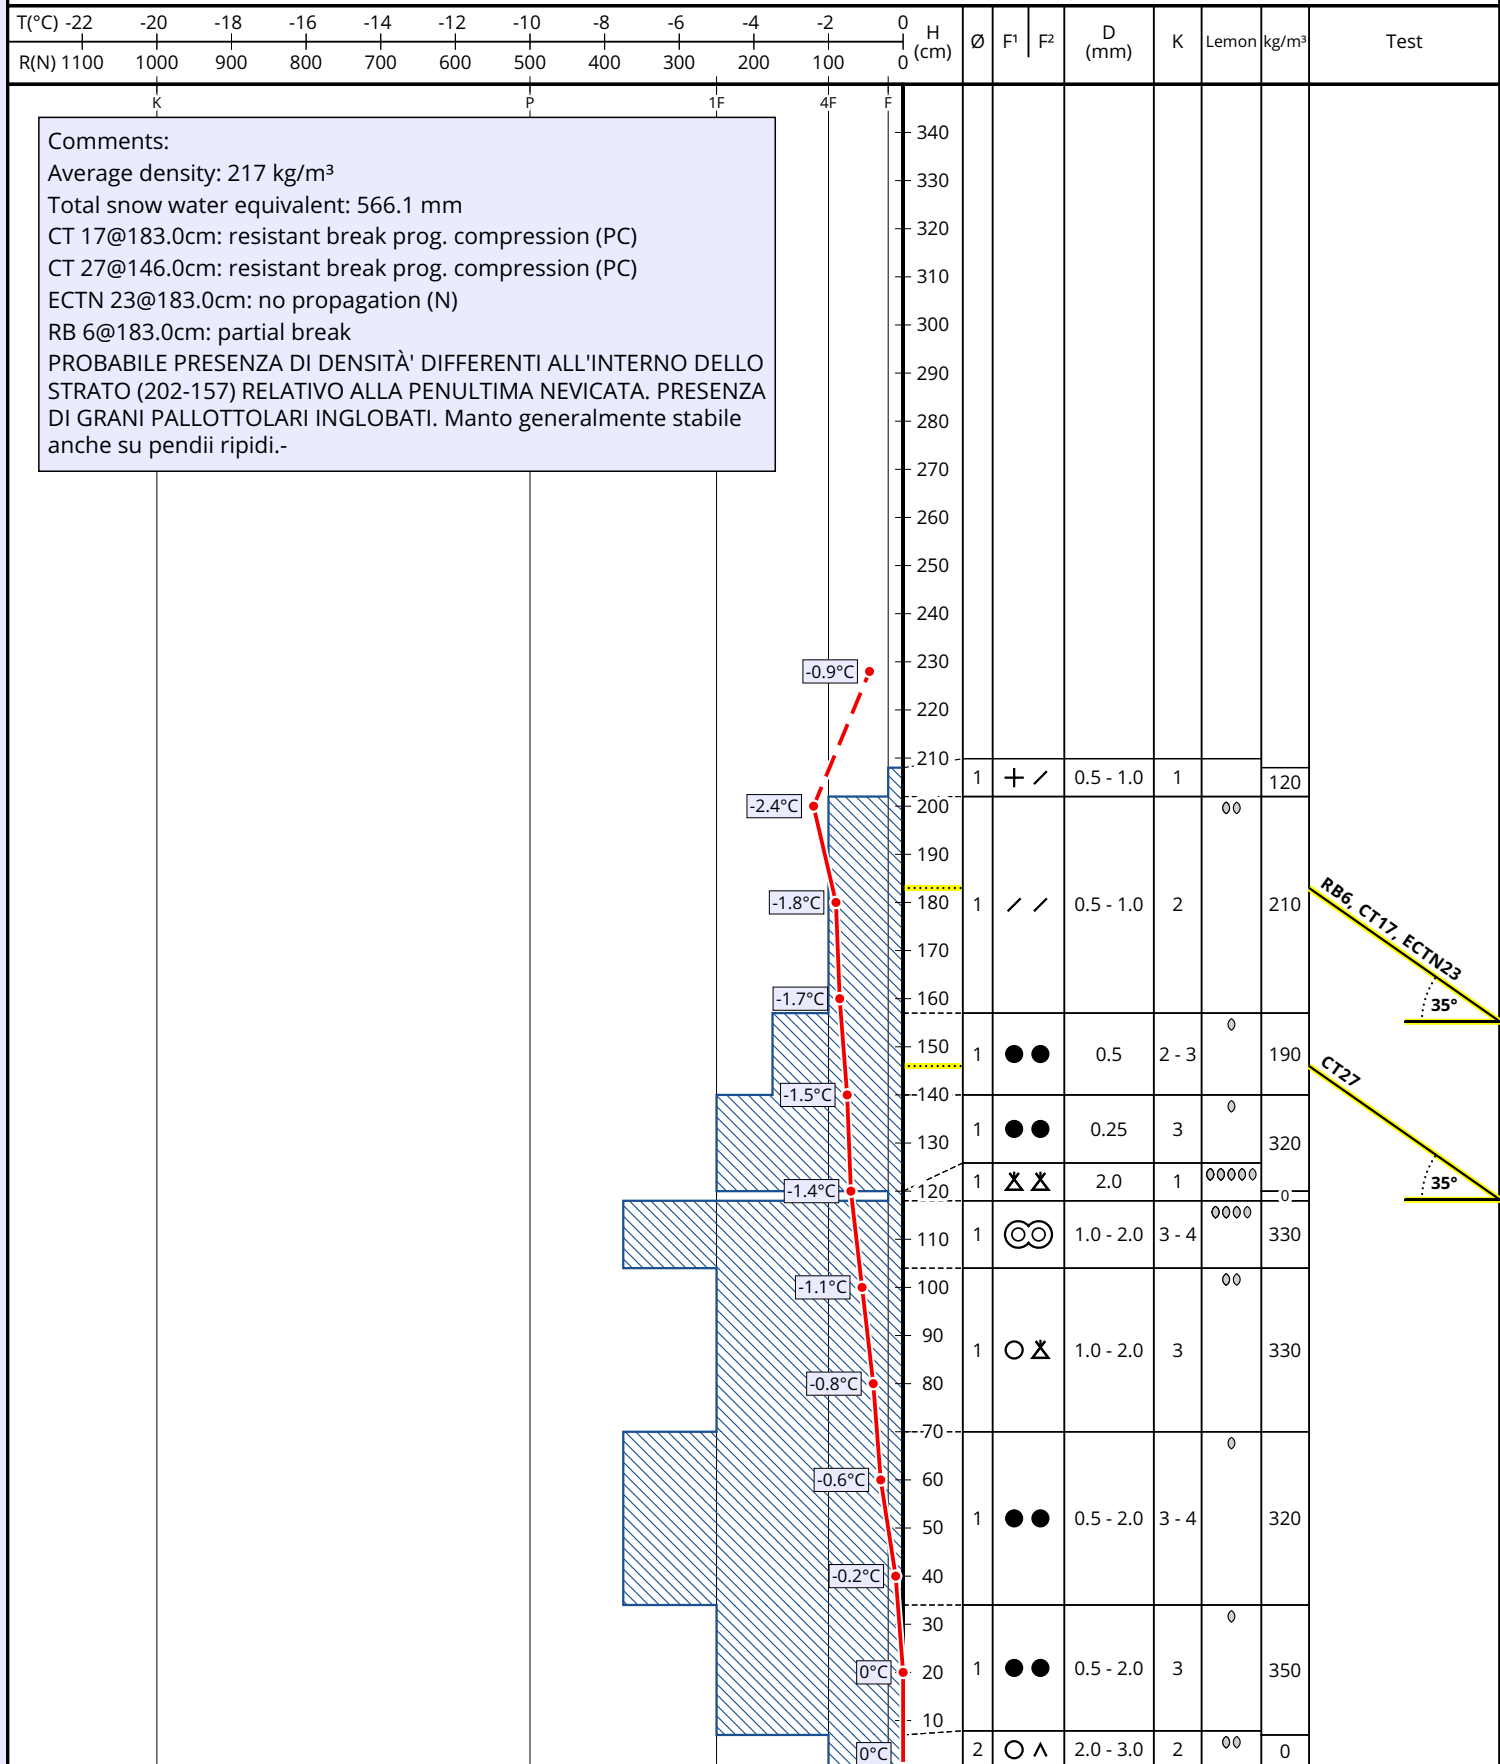 T(°C) -22 -20 -18 -16 -14 -12 -10 -8 -6 -4 -2 0
R(N) 1100 1000 900 800 700 600 500 400 300 200 100 0
H (cm) Ø F¹ F² D (mm) K Lemon kg/m³ Test
K P 1F 4F F
Comments:
Average density: 217 kg/m³
Total snow water equivalent: 566.1 mm
CT 17@183.0cm: resistant break prog. compression (PC)
CT 27@146.0cm: resistant break prog. compression (PC)
ECTN 23@183.0cm: no propagation (N)
RB 6@183.0cm: partial break
PROBABILE PRESENZA DI DENSITÀ' DIFFERENTI ALL'INTERNO DELLO
STRATO (202-157) RELATIVO ALLA PENULTIMA NEVICATA. PRESENZA
DI GRANI PALLOTTOLARI INGLOBATI. Manto generalmente stabile
anche su pendii ripidi.-
340
330
320
310
300
290
280
270
260
250
240
230
-0.9°C
220
210
1 0.5 - 1.0 1 120
-2.4°C 200
190
-1.8°C 180 1 0.5 - 1.0 2 210
RB6, CT17, ECTN23
35°
170
-1.7°C 160
150 1 0.5 2 - 3 190
CT27
35°
-1.5°C 140
130 1 0.25 3 320
-1.4°C 120 1 2.0 1 0
110 1 1.0 - 2.0 3 - 4 330
-1.1°C 100
90 1 1.0 - 2.0 3 330
-0.8°C 80
70
-0.6°C 60
50 1 0.5 - 2.0 3 - 4 320
-0.2°C 40
30
0°C 20 1 0.5 - 2.0 3 350
10
0°C 2 2.0 - 3.0 2 0